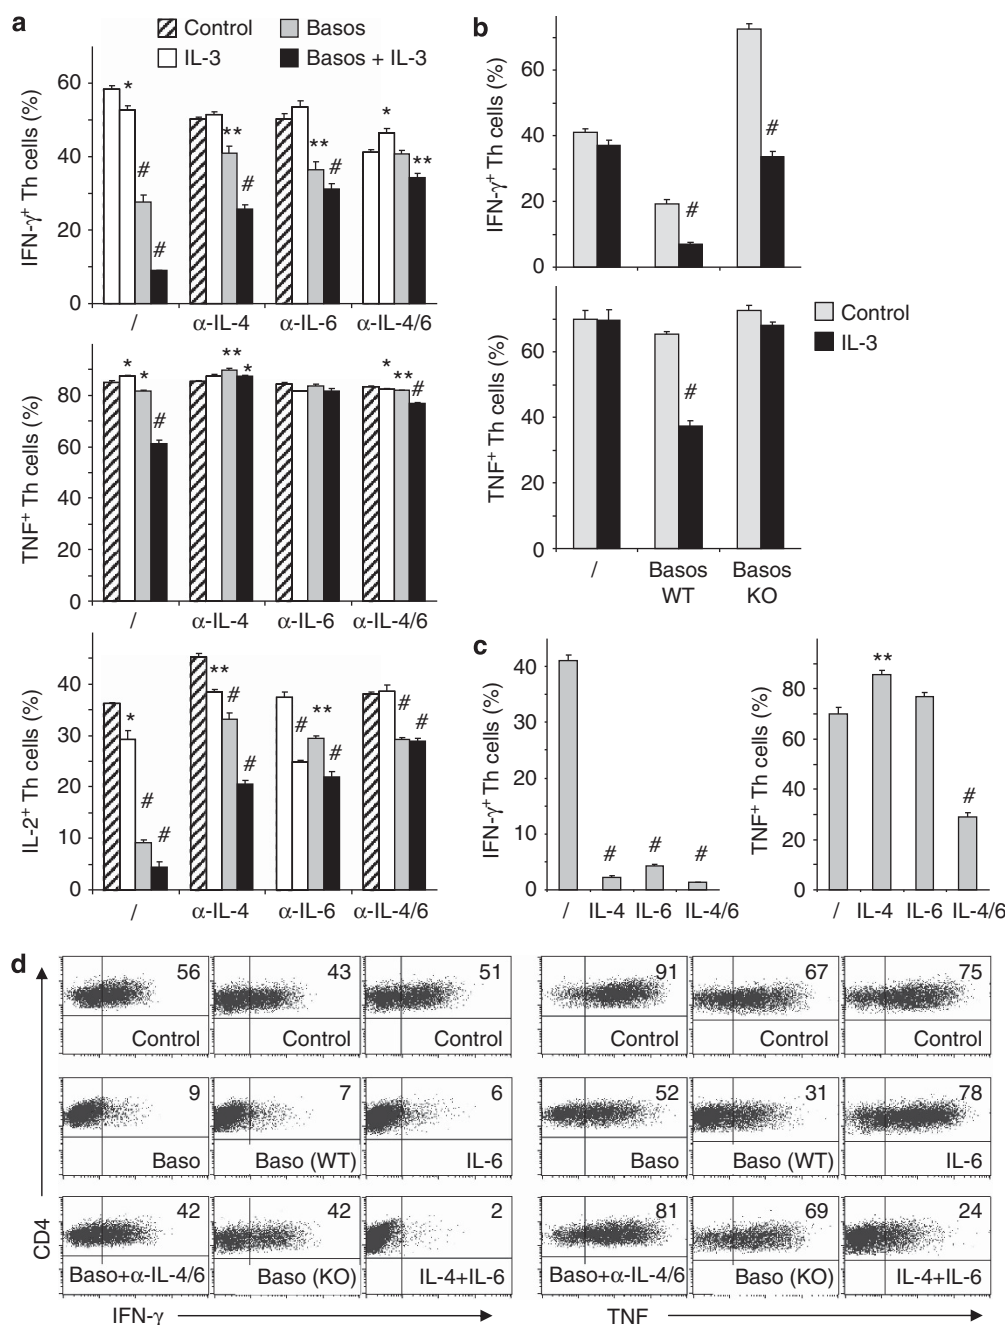 a
Control
Basos
IL-3
Basos + IL-3
IFN-γ+ Th cells (%)
60
40
20
0
*
#
#
**
#
**
#
*
**
/
α-IL-4
α-IL-6
α-IL-4/6
TNF+ Th cells (%)
80
60
40
20
0
*
*
#
**
*
*
**
#
/
α-IL-4
α-IL-6
α-IL-4/6
IL-2+ Th cells (%)
40
30
20
10
0
*
#
#
**
#
#
#
**
#
#
#
/
α-IL-4
α-IL-6
α-IL-4/6
b
IFN-γ+ Th cells (%)
60
40
20
0
#
#
TNF+ Th cells (%)
60
40
20
0
#
Control
IL-3
/
Basos WT
Basos KO
c
IFN-γ+ Th cells (%)
40
30
20
10
0
#
#
#
/
IL-4
IL-6
IL-4/6
TNF+ Th cells (%)
80
60
40
20
0
**
#
/
IL-4
IL-6
IL-4/6
d
56 43 51 91 67 75
Control Control Control Control Control Control
9 7 6 52 31 78
Baso Baso (WT) IL-6 Baso Baso (WT) IL-6
42 42 2 81 69 24
Baso+α-IL-4/6 Baso (KO) IL-4+IL-6 Baso+α-IL-4/6 Baso (KO) IL-4+IL-6
CD4
IFN-γ
TNF